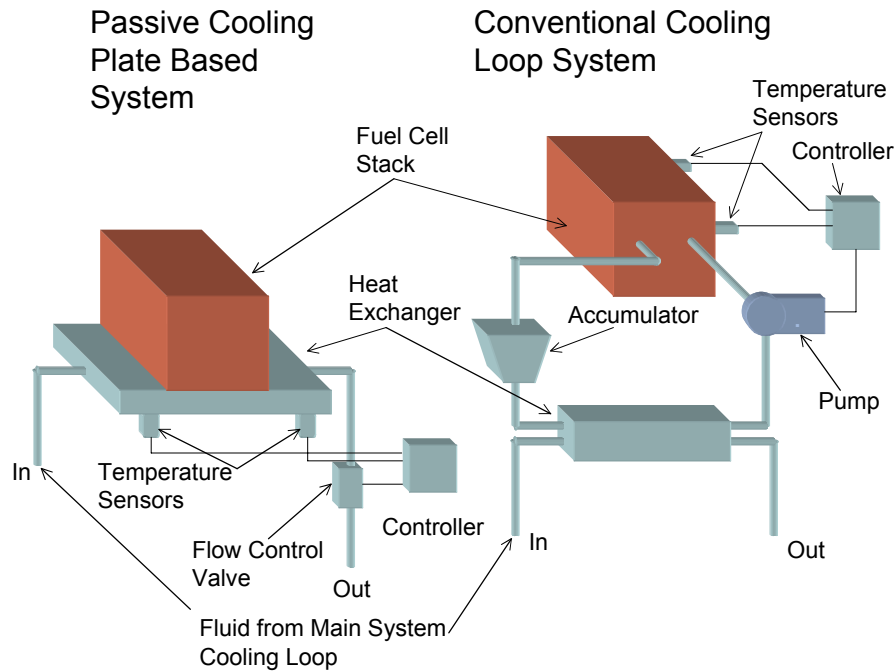 Passive Cooling
Plate Based
System
Conventional Cooling
Loop System
Temperature
Sensors
Controller
Fuel Cell
Stack
Heat
Exchanger
Accumulator
Pump
In
Temperature
Sensors
Controller
Flow Control
Valve
Out
In
Out
Fluid from Main System
Cooling Loop